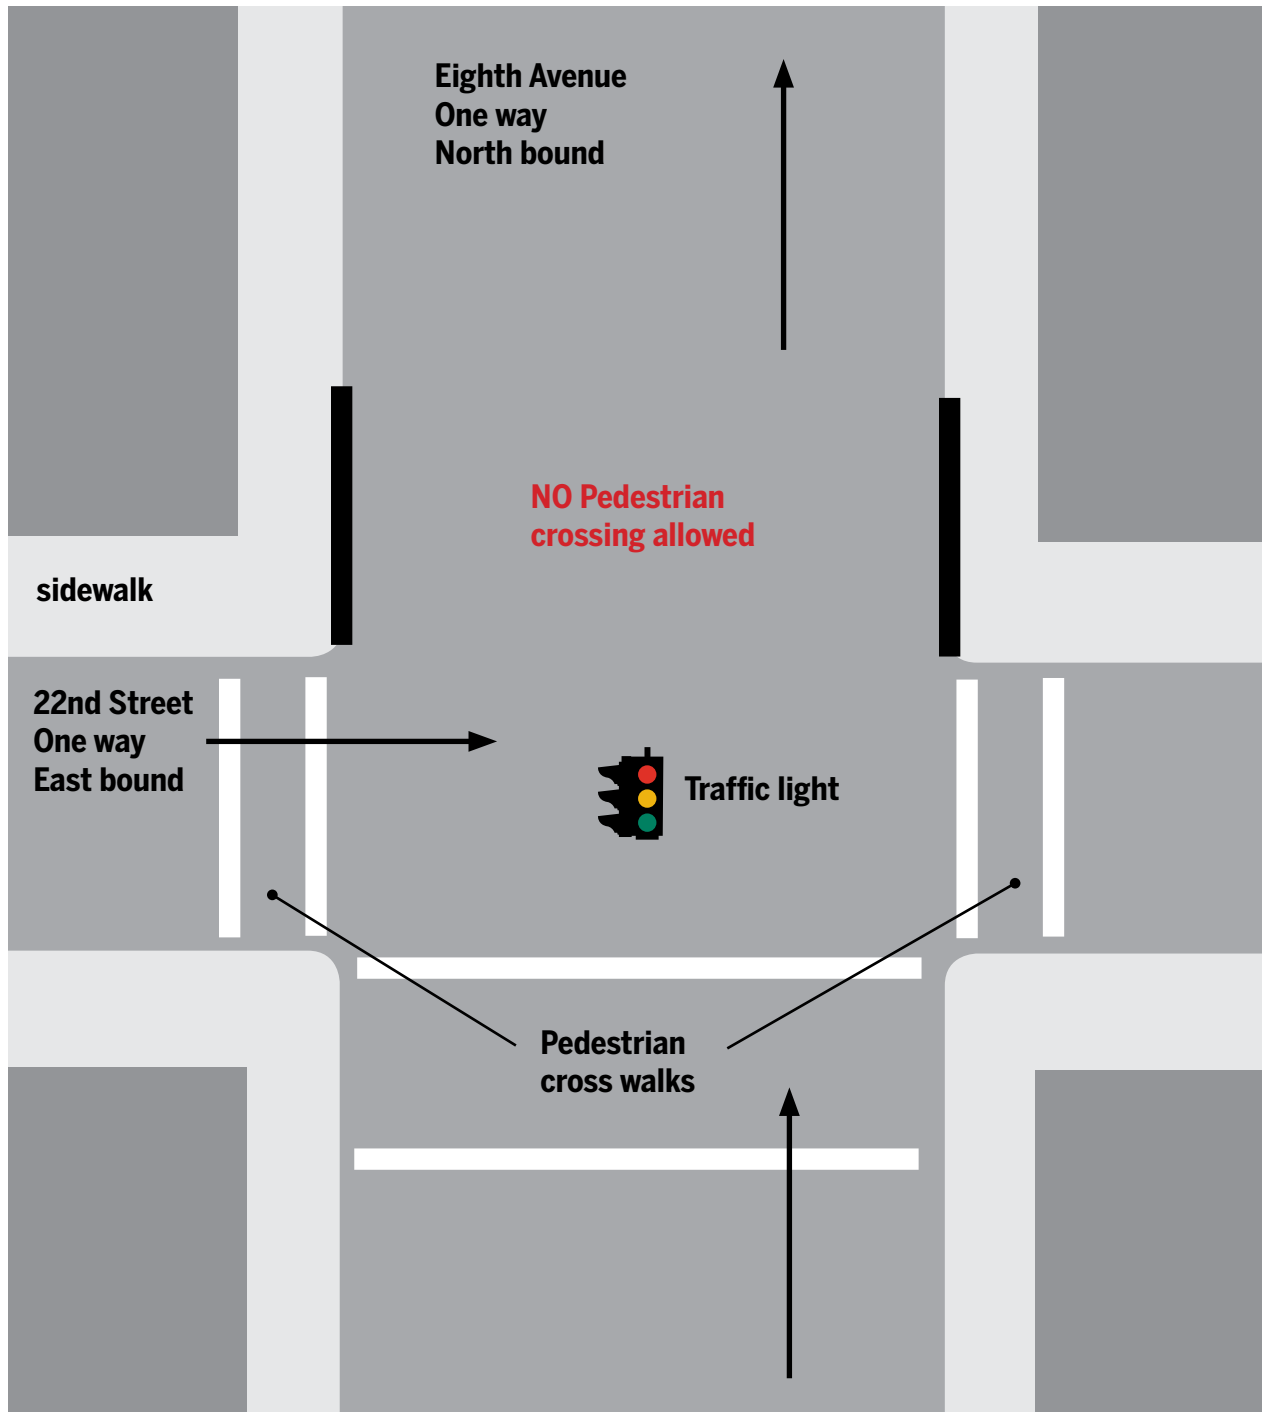 Eighth Avenue
One way
North bound
NO Pedestrian
crossing allowed
sidewalk
22nd Street
One way
East bound
Traffic light
Pedestrian
cross walks